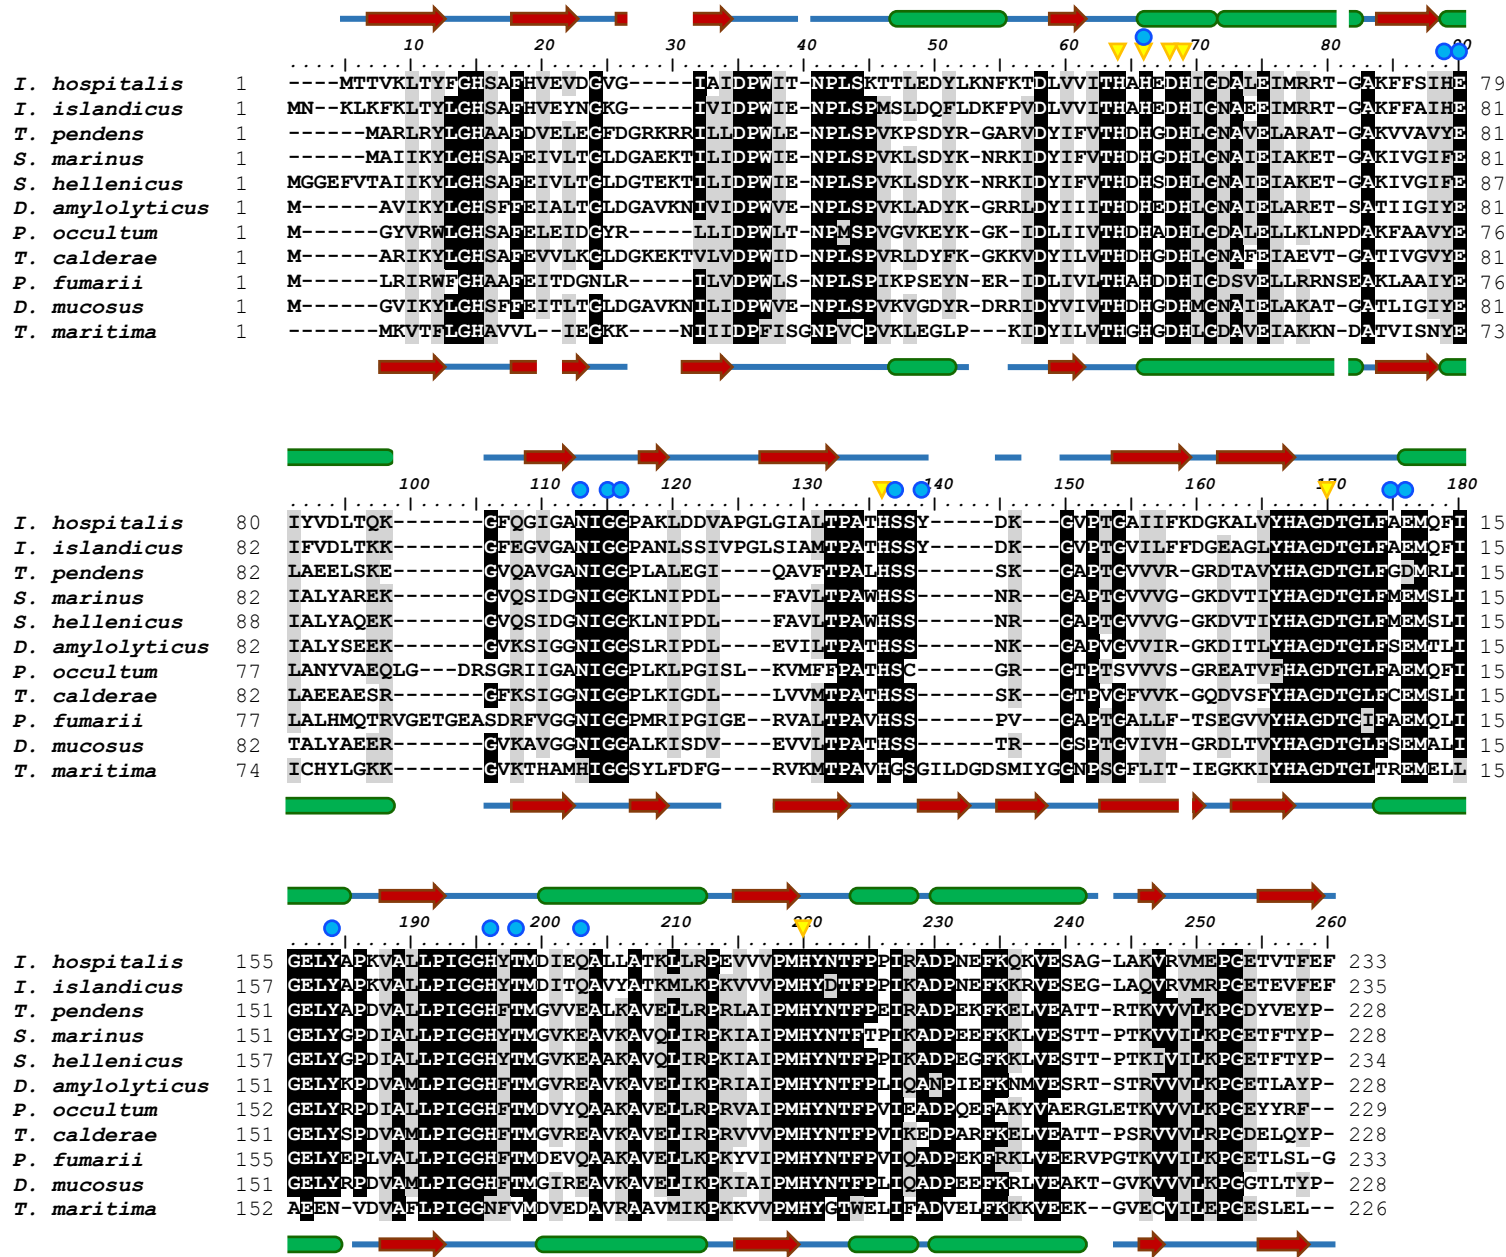 10 20 30 40 50 60 70 80 90
I. hospitalis 1 ----MTTVKLTYFGHSAFHVEVDGVG-----IAIDPWIT-NPLSKTTLEDYLKNFKTDLVVITHAHEDHIGDALEIMRRT-GAKFFSIHE 79
I. islandicus 1 MN--KLKFKLTYLGHSAFHVEYNGKG-----IVIDPWIE-NPLSPMSLDQFLDKFPVDLVVITHAHEDHIGNAEEIMRRT-GAKFFAIHE 81
T. pendens 1 ------MARLRYLGHAAFDVELEGFDGRKRRILLDPWLE-NPLSPVKPSDYR-GARVDYIFVTHDHGDHLGNAVELARAT-GAKVVAVYE 81
S. marinus 1 ------MAIIKYLGHSAFEIVLTGLDGAEKTILIDPWIE-NPLSPVKLSDYK-NRKIDYIFVTHDHGDHLGNAIEIAKET-GAKIVGIFE 81
S. hellenicus 1 MGGEFVTAIIKYLGHSAFEIVLTGLDGTEKTILIDPWIE-NPLSPVKLSDYK-NRKIDYIFVTHDHSDHLGNAIEIAKET-GAKIVGIFE 87
D. amylolyticus 1 M------AVIKYLGHSFFEIALTGLDGAVKNIVIDPWVE-NPLSPVKLADYK-GRRLDYIIITHDHEDHLGNAIELARET-SATIIGIYE 81
P. occultum 1 M------GYVRWLGHSAFELEIDGYR-----LLIDPWLT-NPMSPVGVKEYK-GK-IDLIIVTHDHADHLGDALELLKLNPDAKFAAVYE 76
T. calderae 1 M------ARIKYLGHSAFEVVLKGLDGKEKTVLVDPWID-NPLSPVRLDYFK-GKKVDYILVTHDHGDHLGNAFEIAEVT-GATIVGVYE 81
P. fumarii 1 M------LRIRWFGHAAFEITDGNLR-----ILVDPWLS-NPLSPIKPSEYN-ER-IDLIVLTHAHDDHIGDSVELLRRNSEAKLAAIYE 76
D. mucosus 1 M------GVIKYLGHSFFEITLTGLDGAVKNILIDPWVE-NPLSPVKVGDYR-DRRIDYVIVTHDHGDHMGNAIELAKAT-GATLIGIYE 81
T. maritima 1 -------MKVTFLGHAVVL--IEGKK----NIIIDPFISGNPVCPVKLEGLP---KIDYILVTHGHGDHLGDAVEIAKKN-DATVISNYE 73
100 110 120 130 140 150 160 170 180
I. hospitalis 80 IYVDLTQK-------GFQGIGANIGGPAKLDDVAPGLGIALTPATHSSY-----DK---GVPTGAIIFKDGKALVYHAGDTGLFAEMQFI 15
I. islandicus 82 IFVDLTKK-------GFEGVGANIGGPANLSSIVPGLSIAMTPATHSSY-----DK---GVPTGVILFFDGEAGLYHAGDTGLFAEMQFI 15
T. pendens 82 LAEELSKE-------GVQAVGANIGGPLALEGI----QAVFTPALHSS------SK---GAPTGVVVR-GRDTAVYHAGDTGLFGDMRLI 15
S. marinus 82 IALYAREK-------GVQSIDGNIGGKLNIPDL----FAVLTPAWHSS------NR---GAPTGVVVG-GKDVTIYHAGDTGLFMEMSLI 15
S. hellenicus 88 IALYAQEK-------GVQSIDGNIGGKLNIPDL----FAVLTPAWHSS------NR---GAPTGVVVG-GKDVTIYHAGDTGLFMEMSLI 15
D. amylolyticus 82 IALYSEEK-------GVKSIGGNIGGSLRIPDL----EVILTPATHSS------NK---GAPVGVVIR-GKDITLYHAGDTGLFSEMTLI 15
P. occultum 77 LANYVAEQLG---DRSGRIIGANIGGPLKLPGISL--KVMFFPATHSC------GR---GTPTSVVVS-GREATVFHAGDTGLFAEMQFI 15
T. calderae 82 LAEEAESR-------GFKSIGGNIGGPLKIGDL----LVVMTPATHSS------SK---GTPVGFVVK-GQDVSFYHAGDTGLFCEMSLI 15
P. fumarii 77 LALHMQTRVGETGEASDRFVGGNIGGPMRIPGIGE--RVALTPAVHSS------PV---GAPTGALLF-TSEGVVYHAGDTGIFAEMQLI 15
D. mucosus 82 TALYAEER-------GVKAVGGNIGGALKISDV----EVVLTPATHSS------TR---GSPTGVIVH-GRDLTVYHAGDTGLFSEMALI 15
T. maritima 74 ICHYLGKK-------GVKTHAMHIGGSYLFDFG----RVKMTPAVHGSGILDGDSMIYGGNPSGFLIT-IEGKKIYHAGDTGLTREMELL 15
190 200 210 220 230 240 250 260
I. hospitalis 155 GELYAPKVALLPIGGHYTMDIEQALLATKLLRPEVVVPMHYNTFPPIRADPNEFKQKVESAG-LAKVRVMEPGETVTFEF 233
I. islandicus 157 GELYAPKVALLPIGGHYTMDITQAVYATKMLKPKVVVPMHYDTFPPIKADPNEFKKRVESEG-LAQVRVMRPGETEVFEF 235
T. pendens 151 GELYAPDVALLPIGGHFTMGVVEALKAVELLRPRLAIPMHYNTFPEIRADPEKFKELVEATT-RTKVVVLKPGDYVEYP- 228
S. marinus 151 GELYGPDIALLPIGGHYTMGVKEAVKAVQLIRPKIAIPMHYNTFTPIKADPEEFKKLVESTT-PTKVVILKPGETFTYP- 228
S. hellenicus 157 GELYGPDIALLPIGGHYTMGVKEAAKAVQLIRPKIAIPMHYNTFPPIKADPEGFKKLVESTT-PTKIVILKPGETFTYP- 234
D. amylolyticus 151 GELYKPDVAMLPIGGHFTMGVREAVKAVELIKPRIAIPMHYNTFPLIQANPIEFKNMVESRT-STRVVVLKPGETLAYP- 228
P. occultum 152 GELYRPDIALLPIGGHFTMDVYQAAKAVELLRPRVAIPMHYNTFPVIEADPQEFAKYVAERGLETKVVVLKPGEYYRF-- 229
T. calderae 151 GELYSPDVAMLPIGGHFTMGVREAVKAVELIRPRVVVPMHYNTFPVIKEDPARFKELVEATT-PSRVVVLRPGDELQYP- 228
P. fumarii 155 GELYEPLVALLPIGGHFTMDEVQAAKAVELLKPKYVIPMHYNTFPVIQADPEKFRKLVEERVPGTKVVILKPGETLSL-G 233
D. mucosus 151 GELYRPDVAMLPIGGHFTMGIREAVKAVELIKPKIAIPMHYNTFPLIQADPEEFKRLVEAKT-GVKVVVLKPGGTLTYP- 228
T. maritima 152 AEEN-VDVAFLPIGGNFVMDVEDAVRAAVMIKPKKVVPMHYGTWELIFADVELFKKKVEEK--GVECVILEPGESLEL-- 226